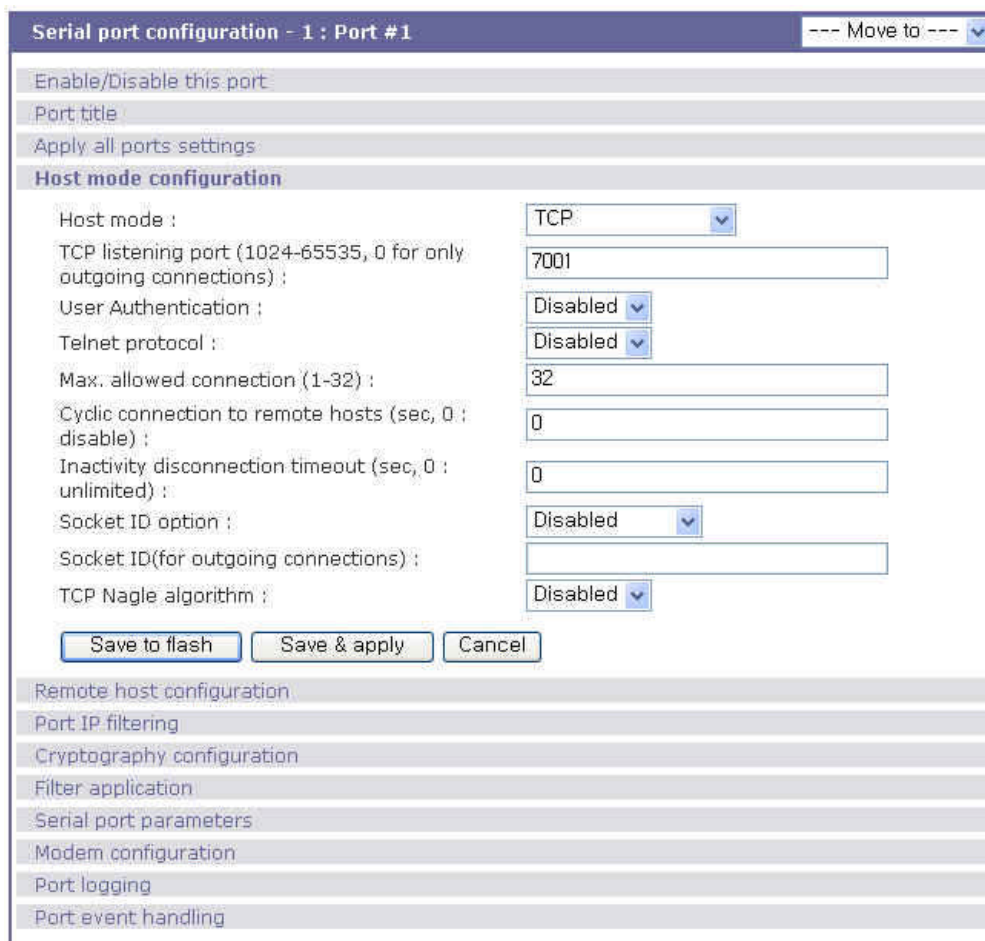 Serial port configuration - 1 : Port #1
--- Move to ---
Enable/Disable this port
Port title
Apply all ports settings
Host mode configuration
Host mode :
TCP
TCP listening port (1024-65535, 0 for only
outgoing connections) :
7001
User Authentication :
Disabled
Telnet protocol :
Disabled
Max. allowed connection (1-32) :
32
Cyclic connection to remote hosts (sec, 0 :
disable) :
0
Inactivity disconnection timeout (sec, 0 :
unlimited) :
0
Socket ID option :
Disabled
Socket ID(for outgoing connections) :
TCP Nagle algorithm :
Disabled
Save to flash
Save & apply
Cancel
Remote host configuration
Port IP filtering
Cryptography configuration
Filter application
Serial port parameters
Modem configuration
Port logging
Port event handling